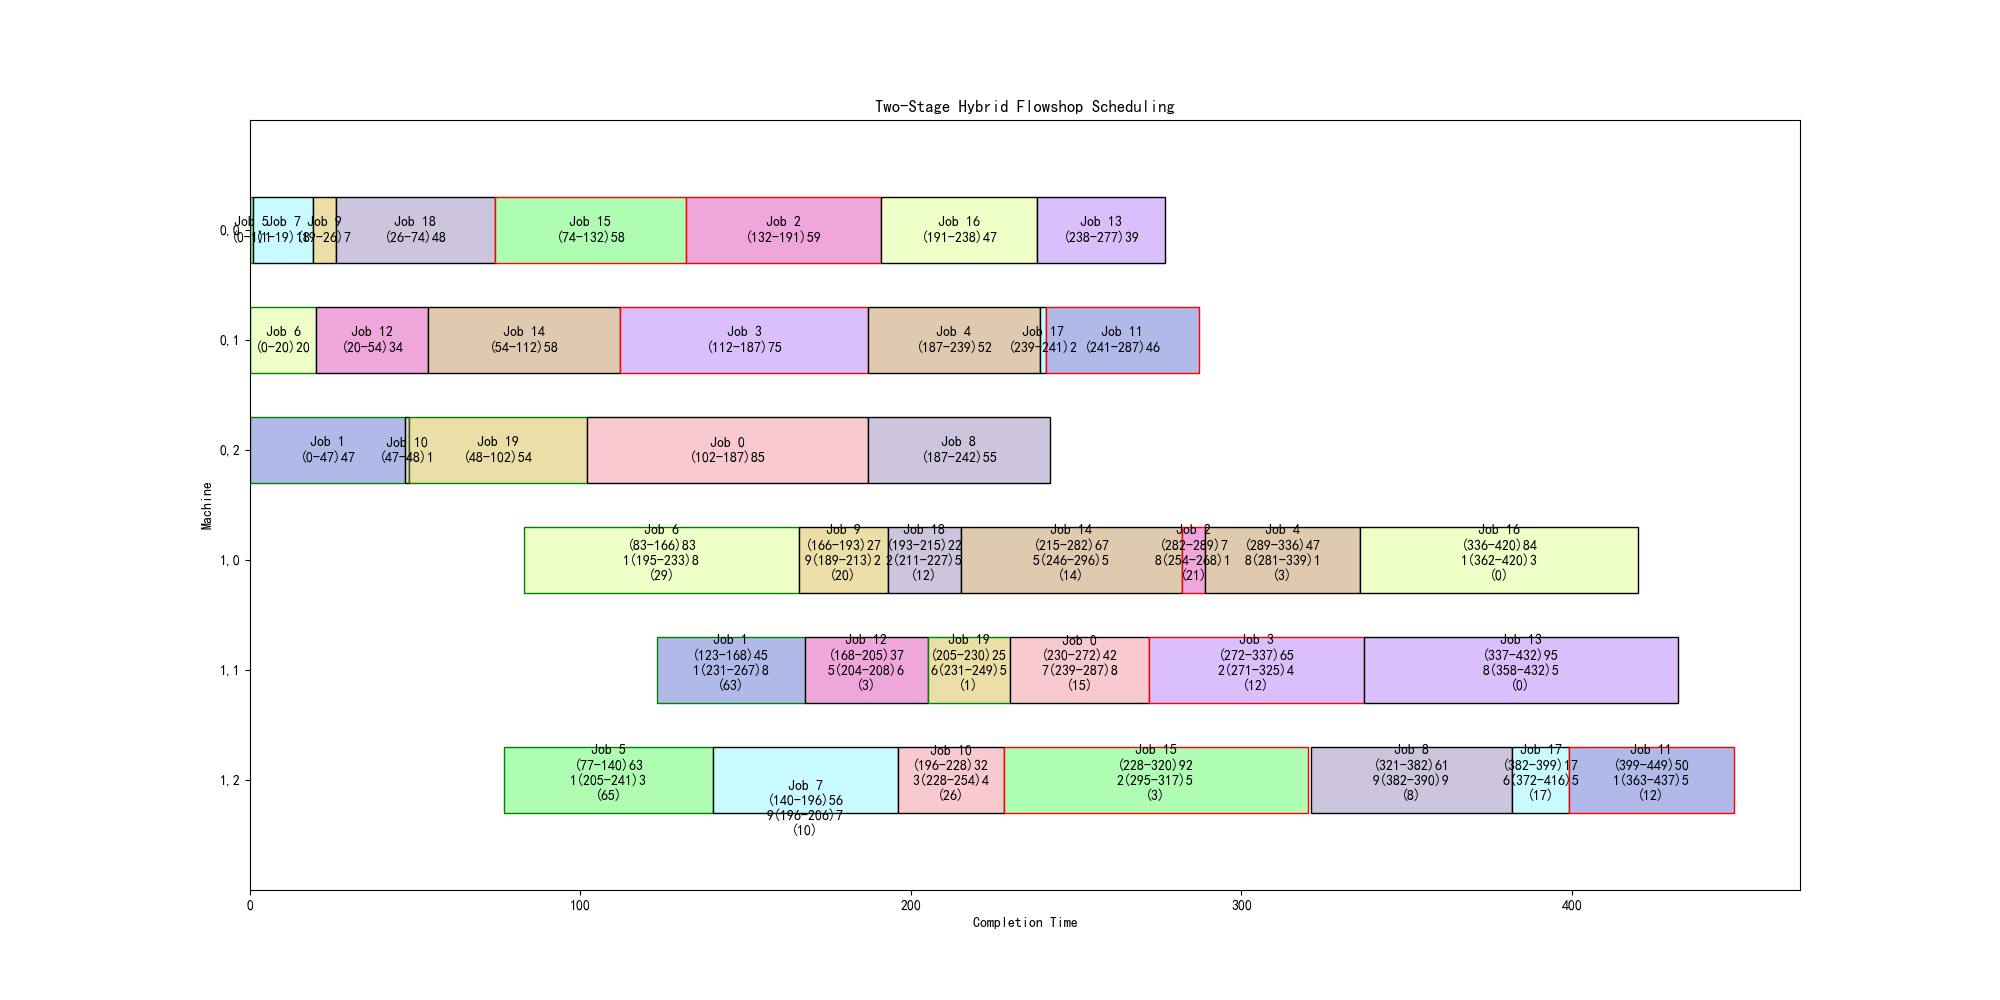 Two-Stage Hybrid Flowshop Scheduling
Machine
0,0
Job 5
(0-1)1
Job 7
(1-19)18
Job 9
(19-26)7
Job 18
(26-74)48
Job 15
(74-132)58
Job 2
(132-191)59
Job 16
(191-238)47
Job 13
(238-277)39
0,1
Job 6
(0-20)20
Job 12
(20-54)34
Job 14
(54-112)58
Job 3
(112-187)75
Job 4
(187-239)52
Job 17
(239-241)2
Job 11
(241-287)46
0,2
Job 1
(0-47)47
Job 10
(47-48)1
Job 19
(48-102)54
Job 0
(102-187)85
Job 8
(187-242)55
1,0
Job 6
(83-166)83
1(195-233)8
(29)
Job 9
(166-193)27
9(189-213)2
(20)
Job 18
(193-215)22
2(211-227)5
(12)
Job 14
(215-282)67
5(246-296)5
(14)
Job 2
(282-289)7
8(254-268)1
(21)
Job 4
(289-336)47
8(281-339)1
(3)
Job 16
(336-420)84
1(362-420)3
(0)
1,1
Job 1
(123-168)45
1(231-267)8
(63)
Job 12
(168-205)37
5(204-208)6
(3)
Job 19
(205-230)25
6(231-249)5
(1)
Job 0
(230-272)42
7(239-287)8
(15)
Job 3
(272-337)65
2(271-325)4
(12)
Job 13
(337-432)95
8(358-432)5
(0)
1,2
Job 5
(77-140)63
1(205-241)3
(65)
Job 7
(140-196)56
9(196-206)7
(10)
Job 10
(196-228)32
3(228-254)4
(26)
Job 15
(228-320)92
2(295-317)5
(3)
Job 8
(321-382)61
9(382-390)9
(8)
Job 17
(382-399)17
6(372-416)5
(17)
Job 11
(399-449)50
1(363-437)5
(12)
0
100
200
300
400
Completion Time